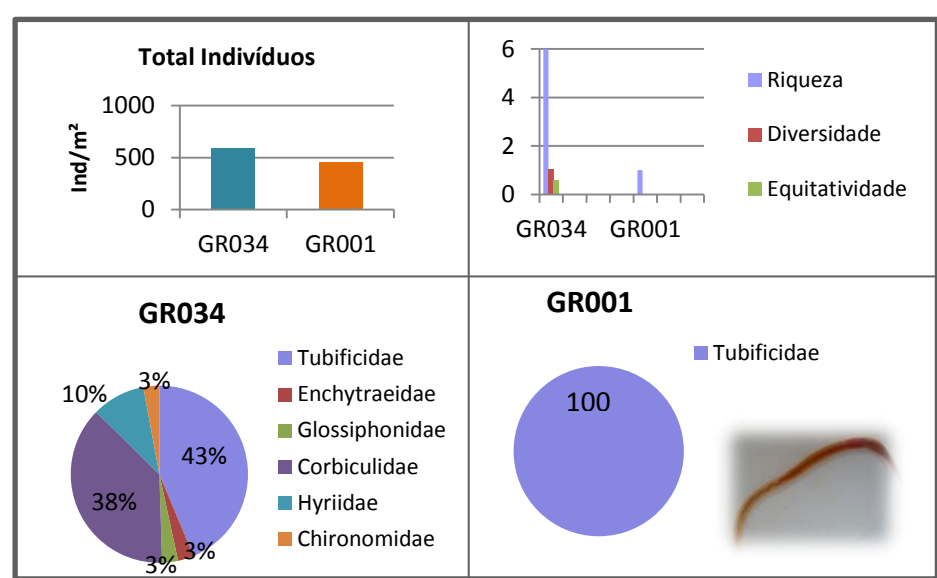 Total Indivíduos
1000
500
0
Ind/m²
GR034 GR001
6
4
2
0
GR034 GR001
Riqueza
Diversidade
Equitatividade
GR034
3%
10%
43%
38%
3%
3%
Tubificidae
Enchytraeidae
Glossiphonidae
Corbiculidae
Hyriidae
Chironomidae
GR001
100
Tubificidae